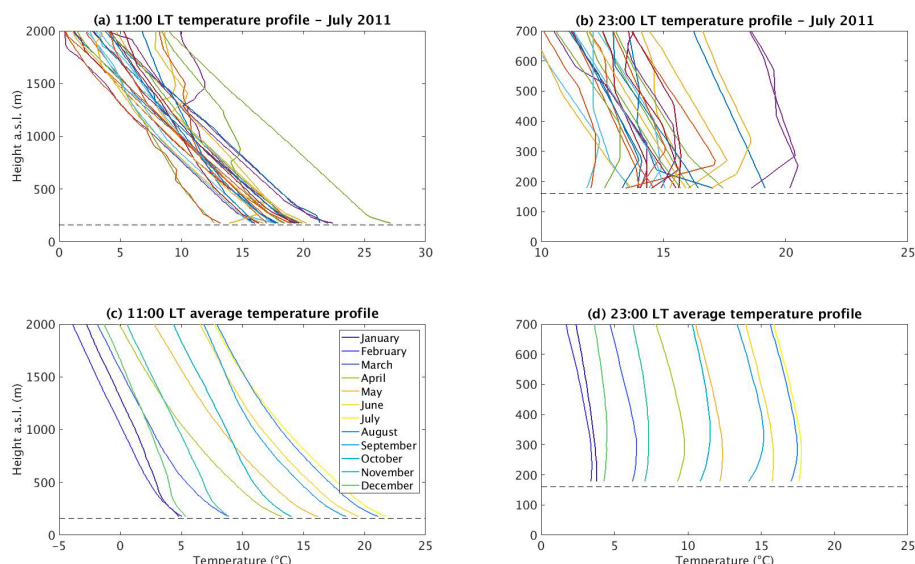 (a) 11:00 LT temperature profile – July 2011
2000
1500
1000
500
0
Height a.s.l. (m)
0 5 10 15 20 25 30
(b) 23:00 LT temperature profile – July 2011
700
600
500
400
300
200
100
0
10 15 20 25
(c) 11:00 LT average temperature profile
2000
1500
1000
500
0
Height a.s.l. (m)
January
February
March
April
May
June
July
August
September
October
November
December
-5 0 5 10 15 20 25
Temperature (°C)
(d) 23:00 LT average temperature profile
700
600
500
400
300
200
100
0
0 5 10 15 20 25
Temperature (°C)